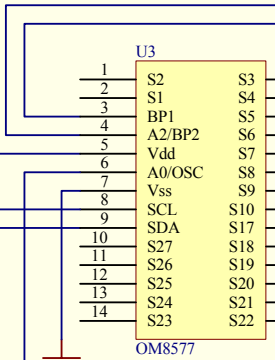 U3
1 S2 S3
2 S1 S4
3 BP1 S5
4 A2/BP2 S6
5 Vdd S7
6 A0/OSC S8
7 Vss S9
8 SCL S10
9 SDA S17
10 S27 S18
11 S26 S19
12 S25 S20
13 S24 S21
14 S23 S22
OM8577